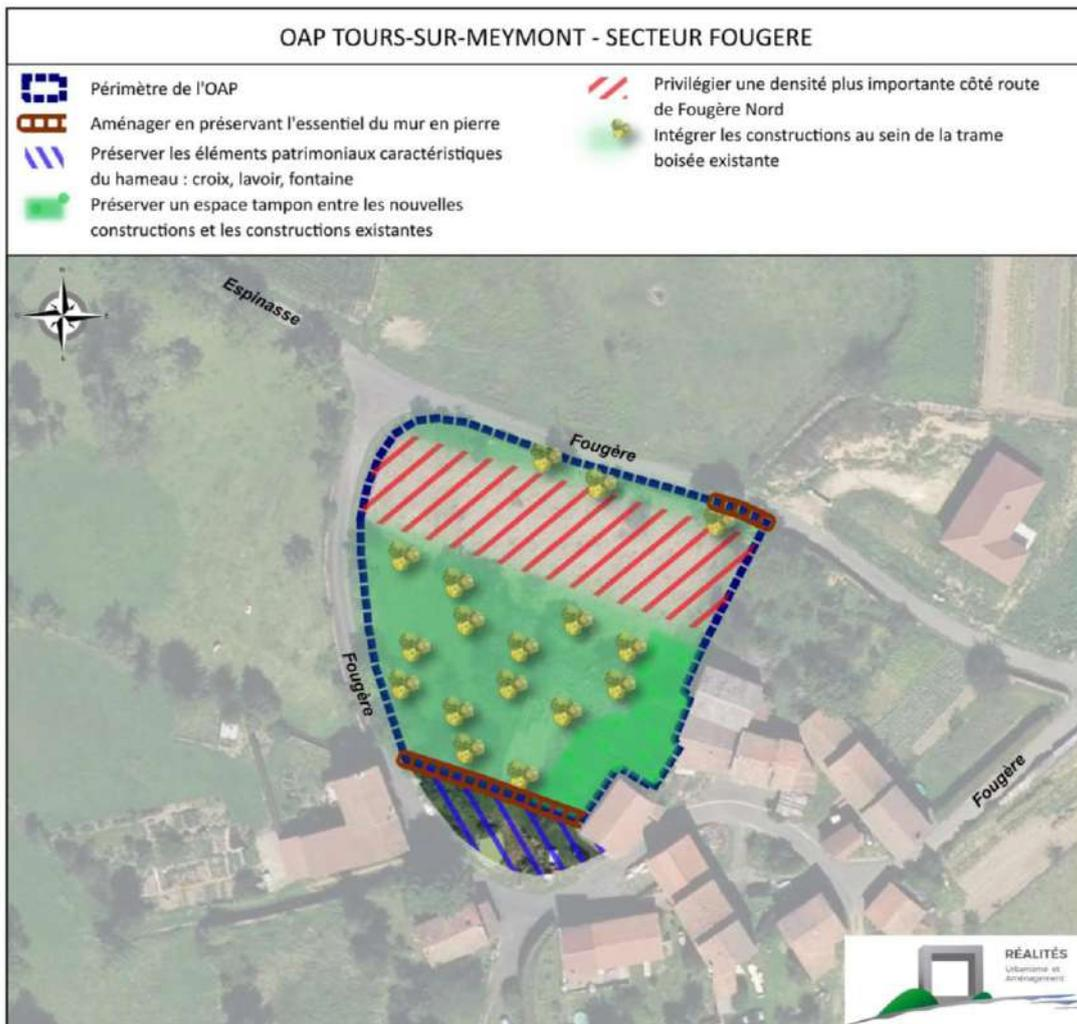 OAP TOURS-SUR-MEYMONT - SECTEUR FOUGERE
Périmètre de l'OAP
Aménager en préservant l'essentiel du mur en pierre
Préserver les éléments patrimoniaux caractéristiques
du hameau : croix, lavoir, fontaine
Préserver un espace tampon entre les nouvelles
constructions et les constructions existantes
Privilégier une densité plus importante côté route
de Fougère Nord
Intégrer les constructions au sein de la trame
boisée existante
Espinasse
Fougère
Fougère
Fougère
RÉALITÉS
Urbanisme et
Aménagement